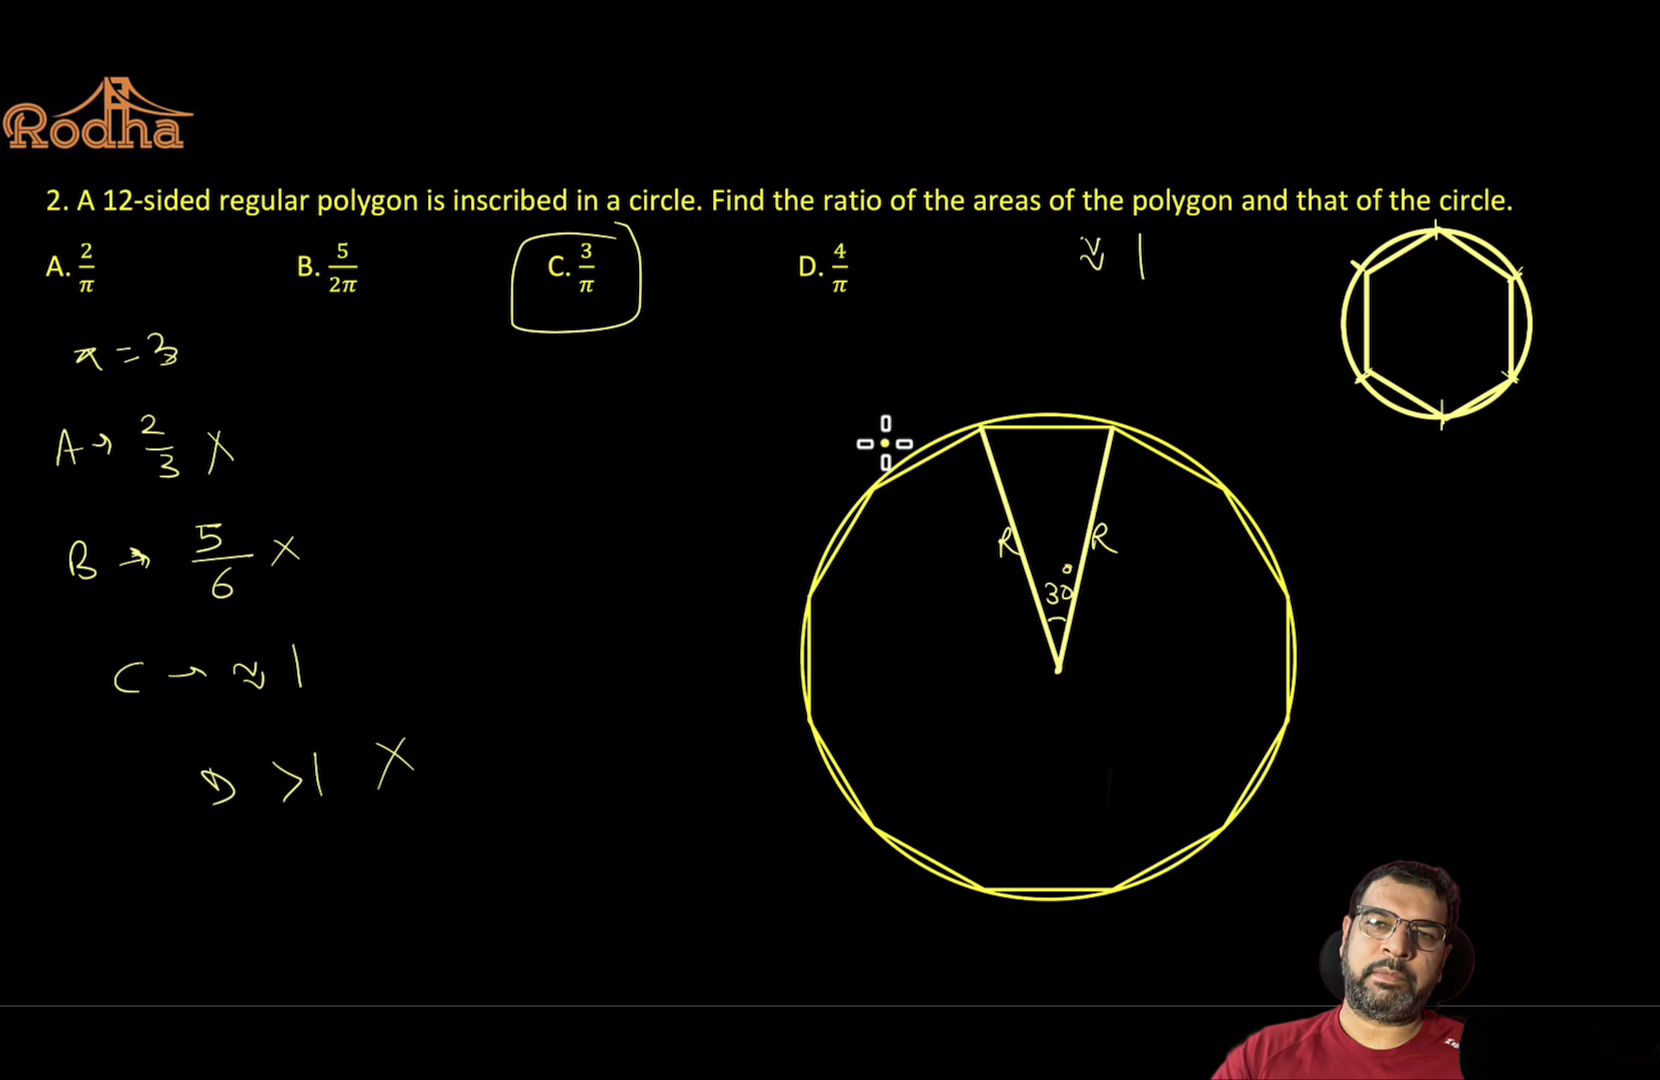 Rodha
2. A 12-sided regular polygon is inscribed in a circle. Find the ratio of the areas of the polygon and that of the circle.
A. 2/π B. 5/2π C. 3/π D. 4/π ≈ 1
π = 3
A → 2/3 X
B → 5/6 X
C → ≈ 1
D > 1 X
R R
30°